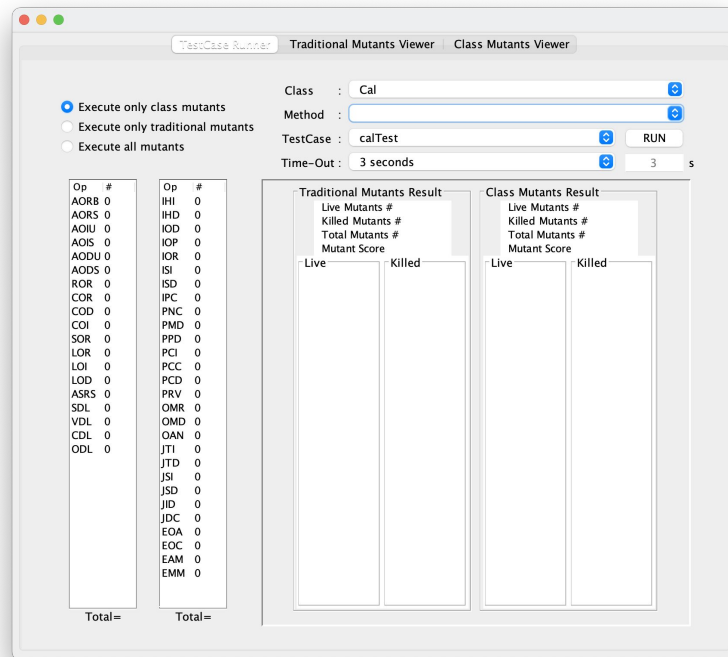 TestCase Runner Traditional Mutants Viewer Class Mutants Viewer
Execute only class mutants
Execute only traditional mutants
Execute all mutants
Class : Cal
Method :
TestCase : calTest RUN
Time-Out : 3 seconds 3 s
Op #
AORB 0
AORS 0
AOIU 0
AOIS 0
AODU 0
AODS 0
ROR 0
COR 0
COD 0
COI 0
SOR 0
LOR 0
LOI 0
LOD 0
ASRS 0
SDL 0
VDL 0
CDL 0
ODL 0
Total=
Op #
IHI 0
IHD 0
IOD 0
IOP 0
IOR 0
ISI 0
ISD 0
IPC 0
PNC 0
PMD 0
PPD 0
PCI 0
PCC 0
PCD 0
PRV 0
OMR 0
OMD 0
OAN 0
JTI 0
JTD 0
JSI 0
JSD 0
JID 0
JDC 0
EOA 0
EOC 0
EAM 0
EMM 0
Total=
Traditional Mutants Result
Live Mutants #
Killed Mutants #
Total Mutants #
Mutant Score
Live Killed
Class Mutants Result
Live Mutants #
Killed Mutants #
Total Mutants #
Mutant Score
Live Killed